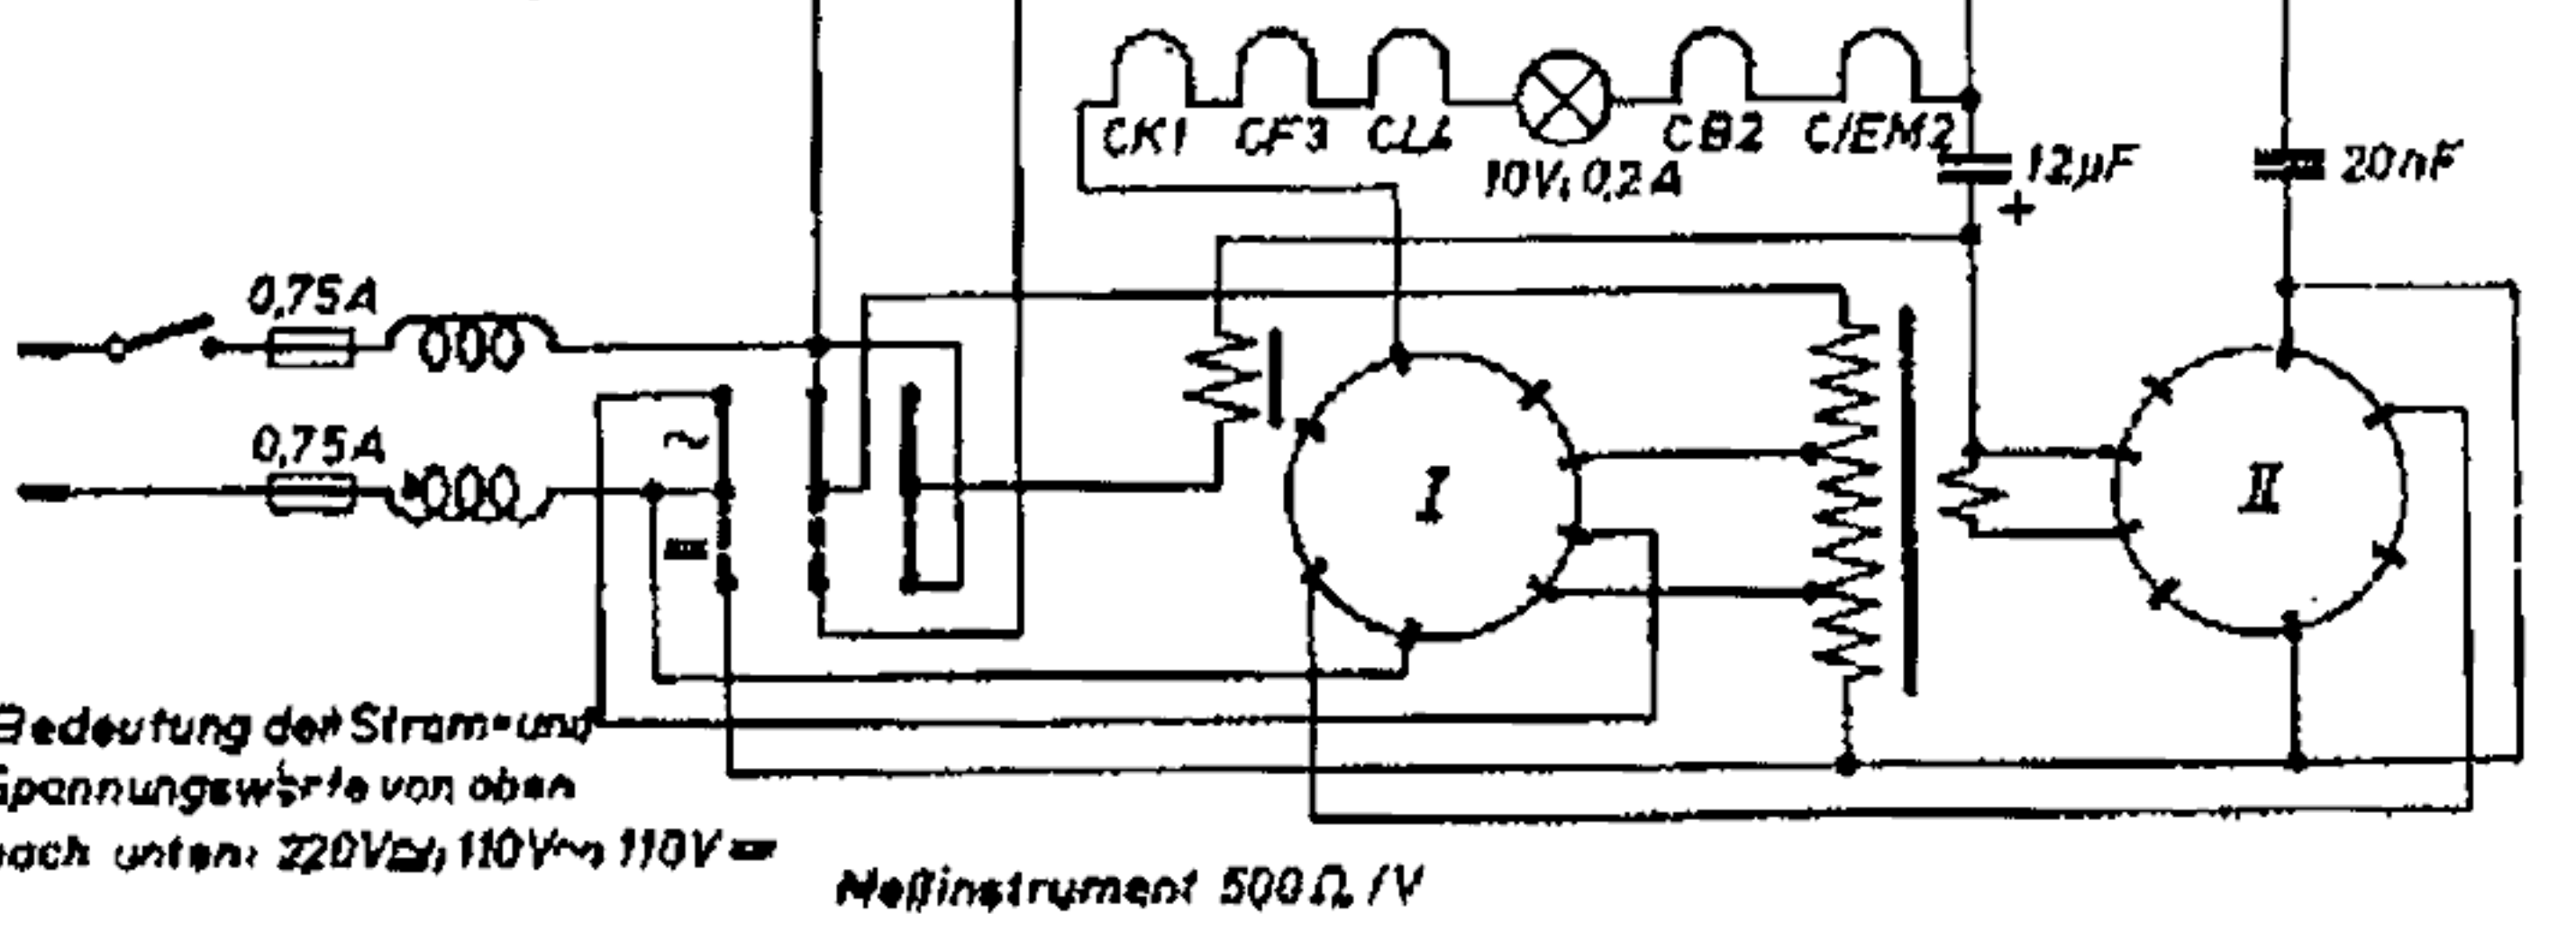 CK1 CF3 CL4 CB2 C/EM2
10V; 0,2A
12µF
+
20nF
0,75A
0,75A
~
=
I
II
Bedeutung der Strom- und
Spannungswerte von oben
nach unten: 220V≂, 110V~, 110V=
Meßinstrument 500Ω/V